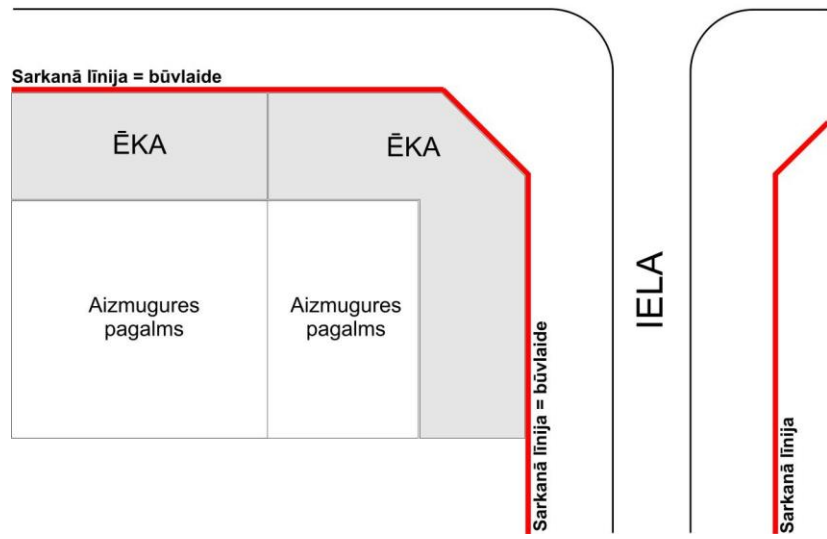 Sarkanā līnija = būvlaide
ĒKA
ĒKA
Aizmugures
pagalms
Aizmugures
pagalms
Sarkanā līnija = būvlaide
IELA
Sarkanā līnija